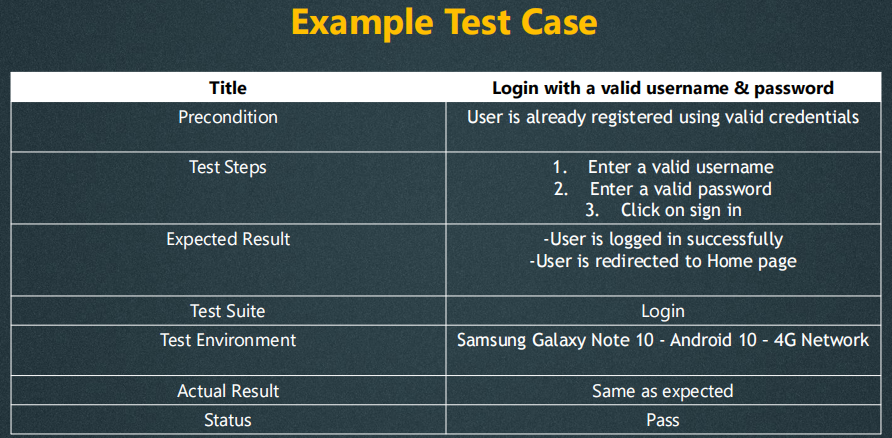 Example Test Case
Title
Login with a valid username & password
Precondition
User is already registered using valid credentials
Test Steps
1. Enter a valid username
2. Enter a valid password
3. Click on sign in
Expected Result
-User is logged in successfully
-User is redirected to Home page
Test Suite
Login
Test Environment
Samsung Galaxy Note 10 - Android 10 – 4G Network
Actual Result
Same as expected
Status
Pass